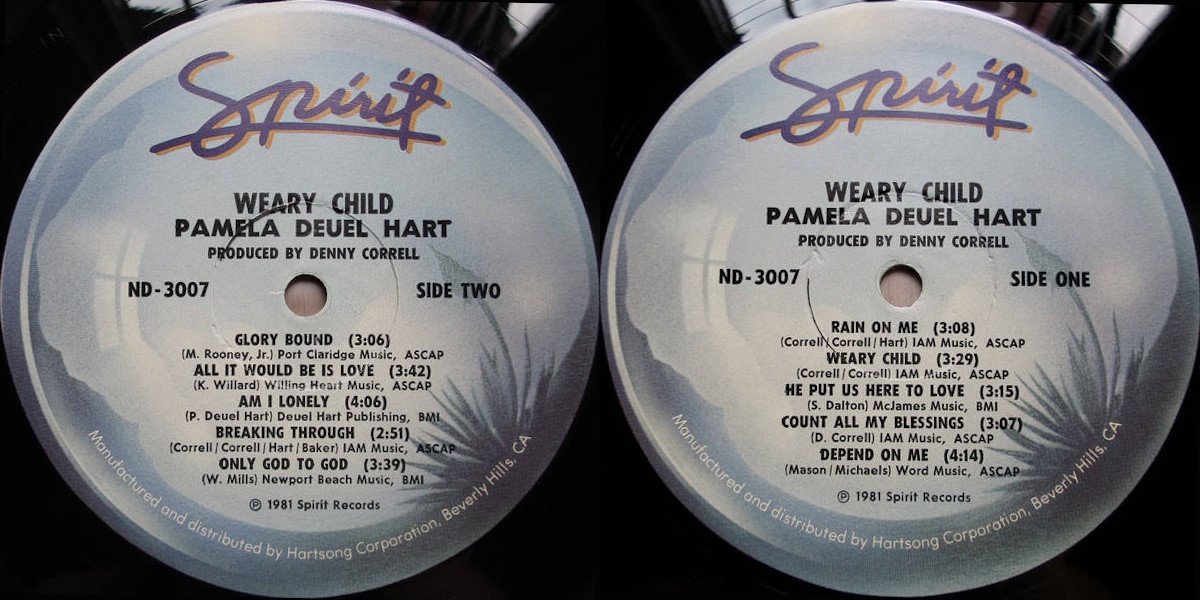 Spirit
WEARY CHILD
PAMELA DEUEL HART
PRODUCED BY DENNY CORRELL
ND-3007
SIDE TWO
GLORY BOUND (3:06)
(M. Rooney, Jr.) Port Claridge Music, ASCAP
ALL IT WOULD BE IS LOVE (3:42)
(K. Willard) Willing Heart Music, ASCAP
AM I LONELY (4:06)
(P. Deuel Hart) Deuel Hart Publishing, BMI
BREAKING THROUGH (2:51)
(Correll/Correll/Hart/Baker) IAM Music, ASCAP
ONLY GOD TO GOD (3:39)
(W. Mills) Newport Beach Music, BMI
℗ 1981 Spirit Records
Manufactured and distributed by Hartsong Corporation, Beverly Hills, CA
Spirit
WEARY CHILD
PAMELA DEUEL HART
PRODUCED BY DENNY CORRELL
ND-3007
SIDE ONE
RAIN ON ME (3:08)
(Correll/Correll/Hart) IAM Music, ASCAP
WEARY CHILD (3:29)
(Correll/Correll) IAM Music, ASCAP
HE PUT US HERE TO LOVE (3:15)
(S. Dalton) McJames Music, BMI
COUNT ALL MY BLESSINGS (3:07)
(D. Correll) IAM Music, ASCAP
DEPEND ON ME (4:14)
(Mason/Michaels) Word Music, ASCAP
℗ 1981 Spirit Records
Manufactured and distributed by Hartsong Corporation, Beverly Hills, CA